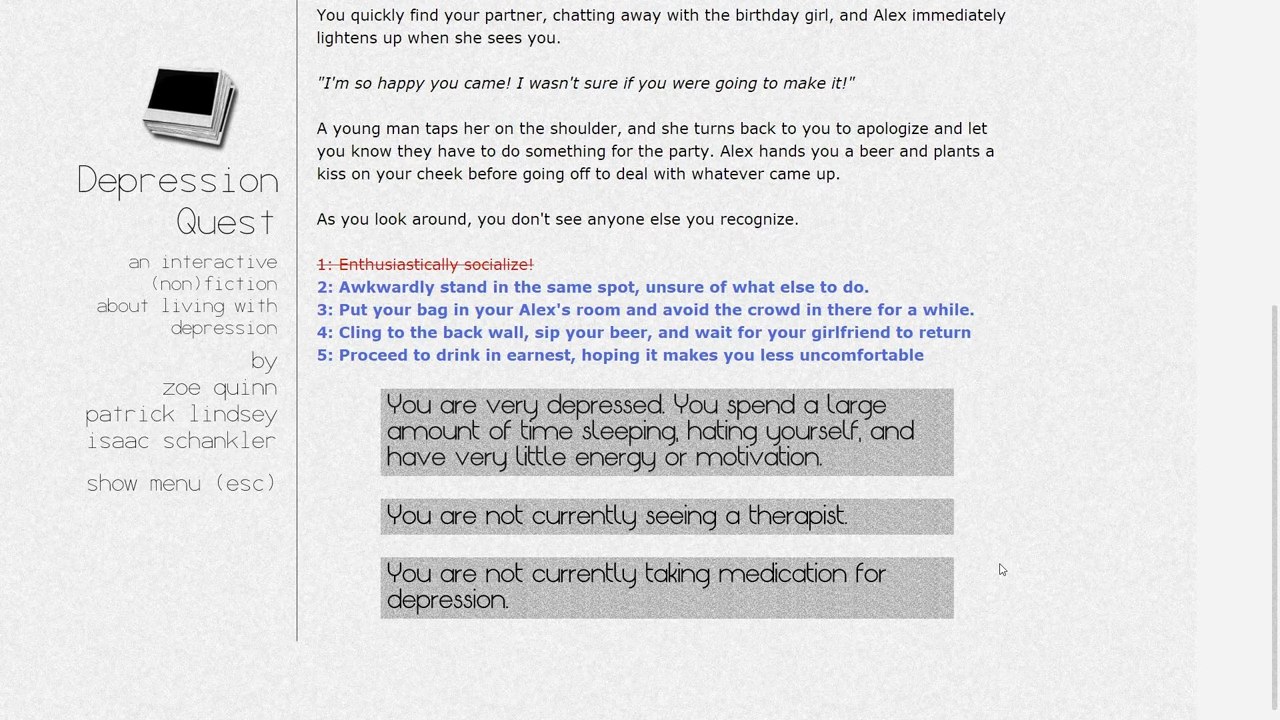 You quickly find your partner, chatting away with the birthday girl, and Alex immediately
lightens up when she sees you.
"I'm so happy you came! I wasn't sure if you were going to make it!"
A young man taps her on the shoulder, and she turns back to you to apologize and let
you know they have to do something for the party. Alex hands you a beer and plants a
kiss on your cheek before going off to deal with whatever came up.
As you look around, you don't see anyone else you recognize.
1: Enthusiastically socialize!
2: Awkwardly stand in the same spot, unsure of what else to do.
3: Put your bag in your Alex's room and avoid the crowd in there for a while.
4: Cling to the back wall, sip your beer, and wait for your girlfriend to return
5: Proceed to drink in earnest, hoping it makes you less uncomfortable
You are very depressed. You spend a large
amount of time sleeping, hating yourself, and
have very little energy or motivation.
You are not currently seeing a therapist.
You are not currently taking medication for
depression.
Depression
Quest
an interactive
(non)fiction
about living with
depression
by
zoe quinn
patrick lindsey
isaac schankler
show menu (esc)